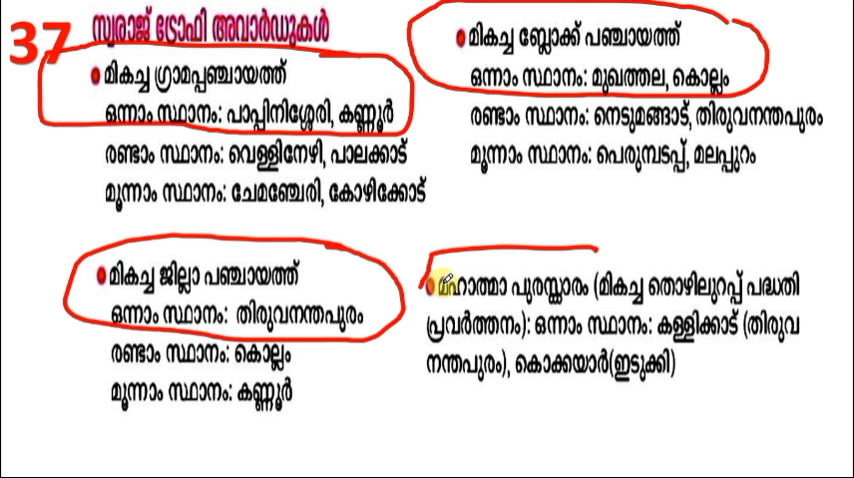 37
സ്വരാജ് ട്രോഫി അവാർഡുകൾ
മികച്ച ഗ്രാമപ്പഞ്ചായത്ത്
ഒന്നാം സ്ഥാനം: പാപ്പിനിശ്ശേരി, കണ്ണൂർ
രണ്ടാം സ്ഥാനം: വെള്ളിനേഴി, പാലക്കാട്
മൂന്നാം സ്ഥാനം: ചേമഞ്ചേരി, കോഴിക്കോട്
മികച്ച ബ്ലോക്ക് പഞ്ചായത്ത്
ഒന്നാം സ്ഥാനം: മുഖത്തല, കൊല്ലം
രണ്ടാം സ്ഥാനം: നെടുമങ്ങാട്, തിരുവനന്തപുരം
മൂന്നാം സ്ഥാനം: പെരുമ്പടപ്പ്, മലപ്പുറം
മികച്ച ജില്ലാ പഞ്ചായത്ത്
ഒന്നാം സ്ഥാനം: തിരുവനന്തപുരം
രണ്ടാം സ്ഥാനം: കൊല്ലം
മൂന്നാം സ്ഥാനം: കണ്ണൂർ
മഹാത്മാ പുരസ്കാരം (മികച്ച തൊഴിലുറപ്പ് പദ്ധതി
പ്രവർത്തനം): ഒന്നാം സ്ഥാനം: കള്ളിക്കാട് (തിരുവ
നന്തപുരം), കൊക്കയാർ(ഇടുക്കി)